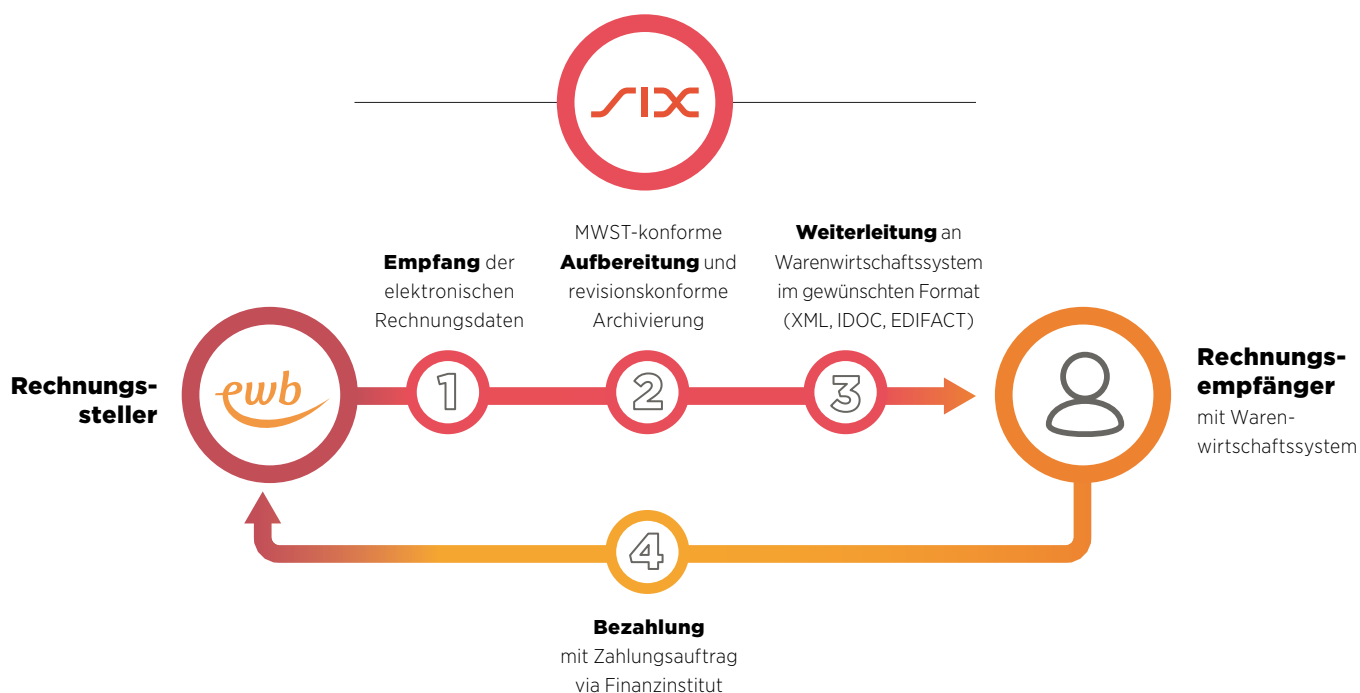 SIX
Empfang der
elektronischen
Rechnungsdaten
MWST-konforme
Aufbereitung und
revisionskonforme
Archivierung
Weiterleitung an
Warenwirtschaftssystem
im gewünschten Format
(XML, IDOC, EDIFACT)
Rechnungs-
steller
ewb
1
2
3
Rechnungs-
empfänger
mit Waren-
wirtschaftssystem
4
Bezahlung
mit Zahlungsauftrag
via Finanzinstitut